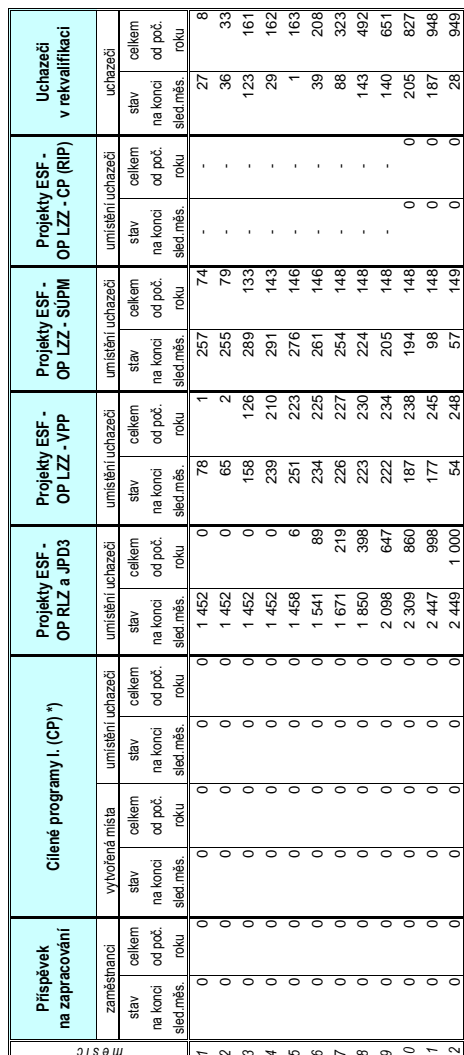 Příspěvek na zapracování Cílené programy I. (CP) *) Projekty ESF - OP RLZ a JPD3 Projekty ESF - OP LZZ - VPP Projekty ESF - OP LZZ - SÚPM Projekty ESF - OP LZZ - CP (RIP) Uchazeči v rekvalifikaci
zaměstnanci vytvořená místa umístění uchazeči umístění uchazeči umístění uchazeči umístění uchazeči umístění uchazeči uchazeči
stav celkem stav celkem stav celkem stav celkem stav celkem stav celkem stav celkem stav celkem
na konci od poč. na konci od poč. na konci od poč. na konci od poč. na konci od poč. na konci od poč. na konci od poč. na konci od poč.
sled.měs. roku sled.měs. roku sled.měs. roku sled.měs. roku sled.měs. roku sled.měs. roku sled.měs. roku sled.měs. roku
1 0 0 0 0 0 0 1 452 0 78 1 257 74 - - 27 8
2 0 0 0 0 0 0 1 452 0 65 2 255 79 - - 36 33
3 0 0 0 0 0 0 1 452 0 158 126 289 133 - - 123 161
4 0 0 0 0 0 0 1 452 0 239 210 291 143 - - 29 162
5 0 0 0 0 0 0 1 458 6 251 223 276 146 - - 1 163
6 0 0 0 0 0 0 1 541 89 234 225 261 146 - - 39 208
7 0 0 0 0 0 0 1 671 219 226 227 254 148 - - 88 323
8 0 0 0 0 0 0 1 850 398 223 230 224 148 - - 143 492
9 0 0 0 0 0 0 2 098 647 222 234 205 148 - - 140 651
0 0 0 0 0 0 0 2 309 860 187 238 194 148 0 0 205 827
1 0 0 0 0 0 0 2 447 998 177 245 98 148 0 0 187 948
2 0 0 0 0 0 0 2 449 1 000 54 248 57 149 0 0 28 949